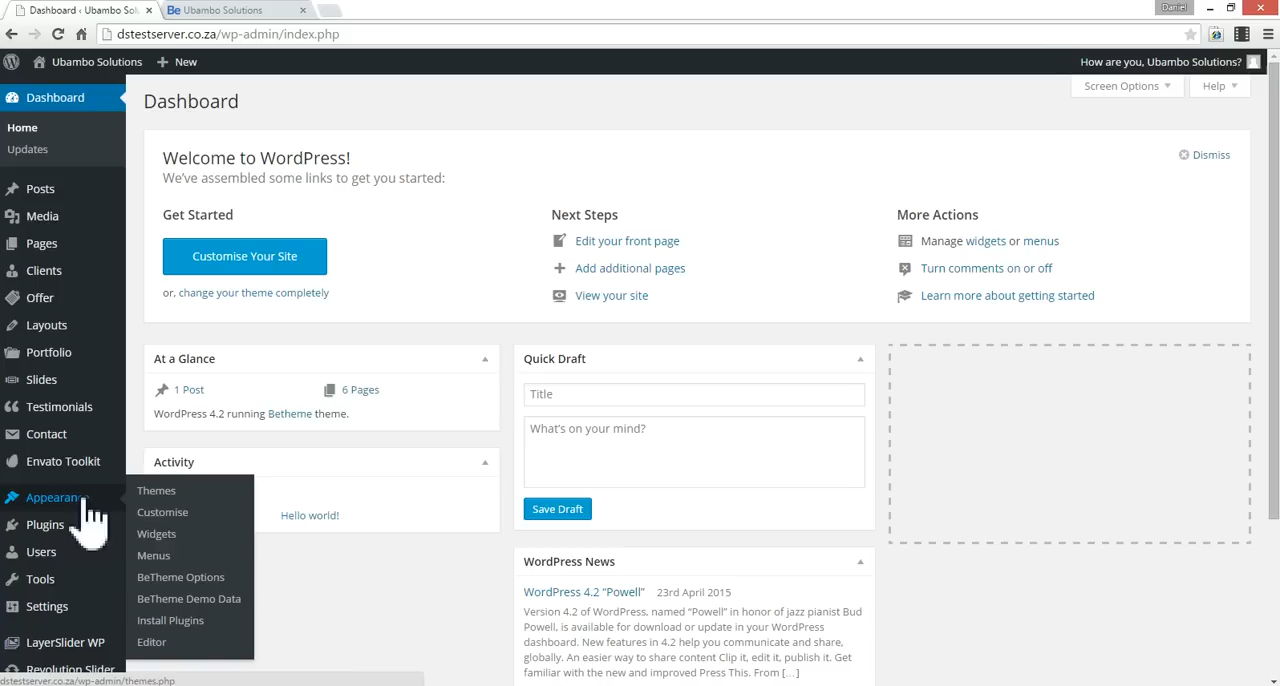 Dashboard ‹ Ubambo Sol
Be Ubambo Solutions
Daniel
dstestserver.co.za/wp-admin/index.php
Ubambo Solutions
New
How are you, Ubambo Solutions?
Dashboard
Home
Updates
Posts
Media
Pages
Clients
Offer
Layouts
Portfolio
Slides
Testimonials
Contact
Envato Toolkit
Appearance
Plugins
Users
Tools
Settings
LayerSlider WP
Revolution Slider
Themes
Customise
Widgets
Menus
BeTheme Options
BeTheme Demo Data
Install Plugins
Editor
Dashboard
Screen Options
Help
Welcome to WordPress!
We've assembled some links to get you started:
Dismiss
Get Started
Customise Your Site
or, change your theme completely
Next Steps
Edit your front page
Add additional pages
View your site
More Actions
Manage widgets or menus
Turn comments on or off
Learn more about getting started
At a Glance
1 Post
6 Pages
WordPress 4.2 running Betheme theme.
Activity
Hello world!
Quick Draft
Title
What's on your mind?
Save Draft
WordPress News
WordPress 4.2 “Powell” 23rd April 2015
Version 4.2 of WordPress, named “Powell” in honor of jazz pianist Bud
Powell, is available for download or update in your WordPress
dashboard. New features in 4.2 help you communicate and share,
globally. An easier way to share content Clip it, edit it, publish it. Get
familiar with the new and improved Press This. From […]
dstestserver.co.za/wp-admin/themes.php